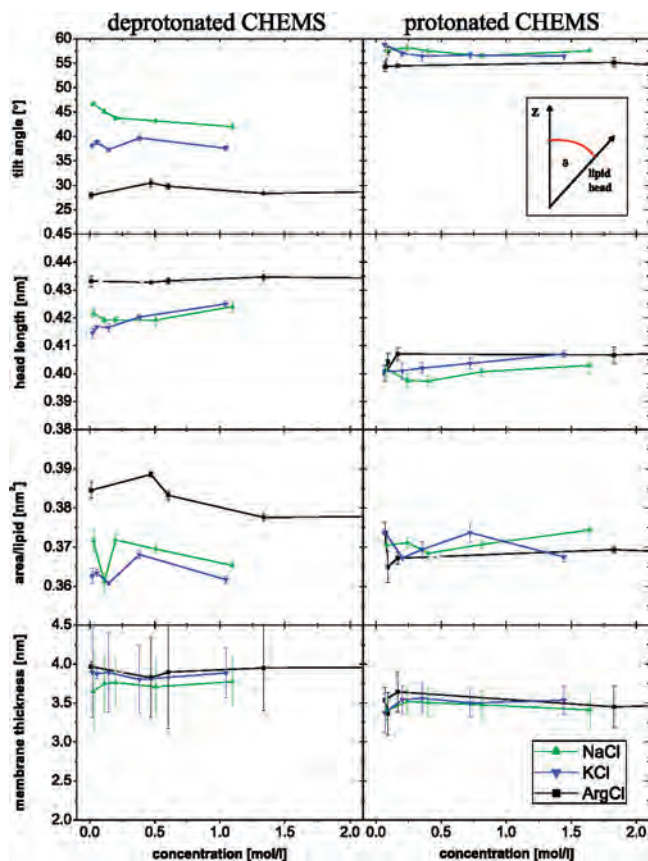 deprotonated CHEMS
protonated CHEMS
tilt angle [°]
60
55
50
45
40
35
30
25
z
δ
lipid
head
head length [nm]
0.45
0.44
0.43
0.42
0.41
0.40
0.39
0.38
area/lipid [nm²]
0.39
0.38
0.37
0.36
membrane thickness [nm]
4.5
4.0
3.5
3.0
2.5
2.0
NaCl
KCl
ArgCl
0.0 0.5 1.0 1.5 2.0
0.0 0.5 1.0 1.5 2.0
concentration [mol/l]
concentration [mol/l]